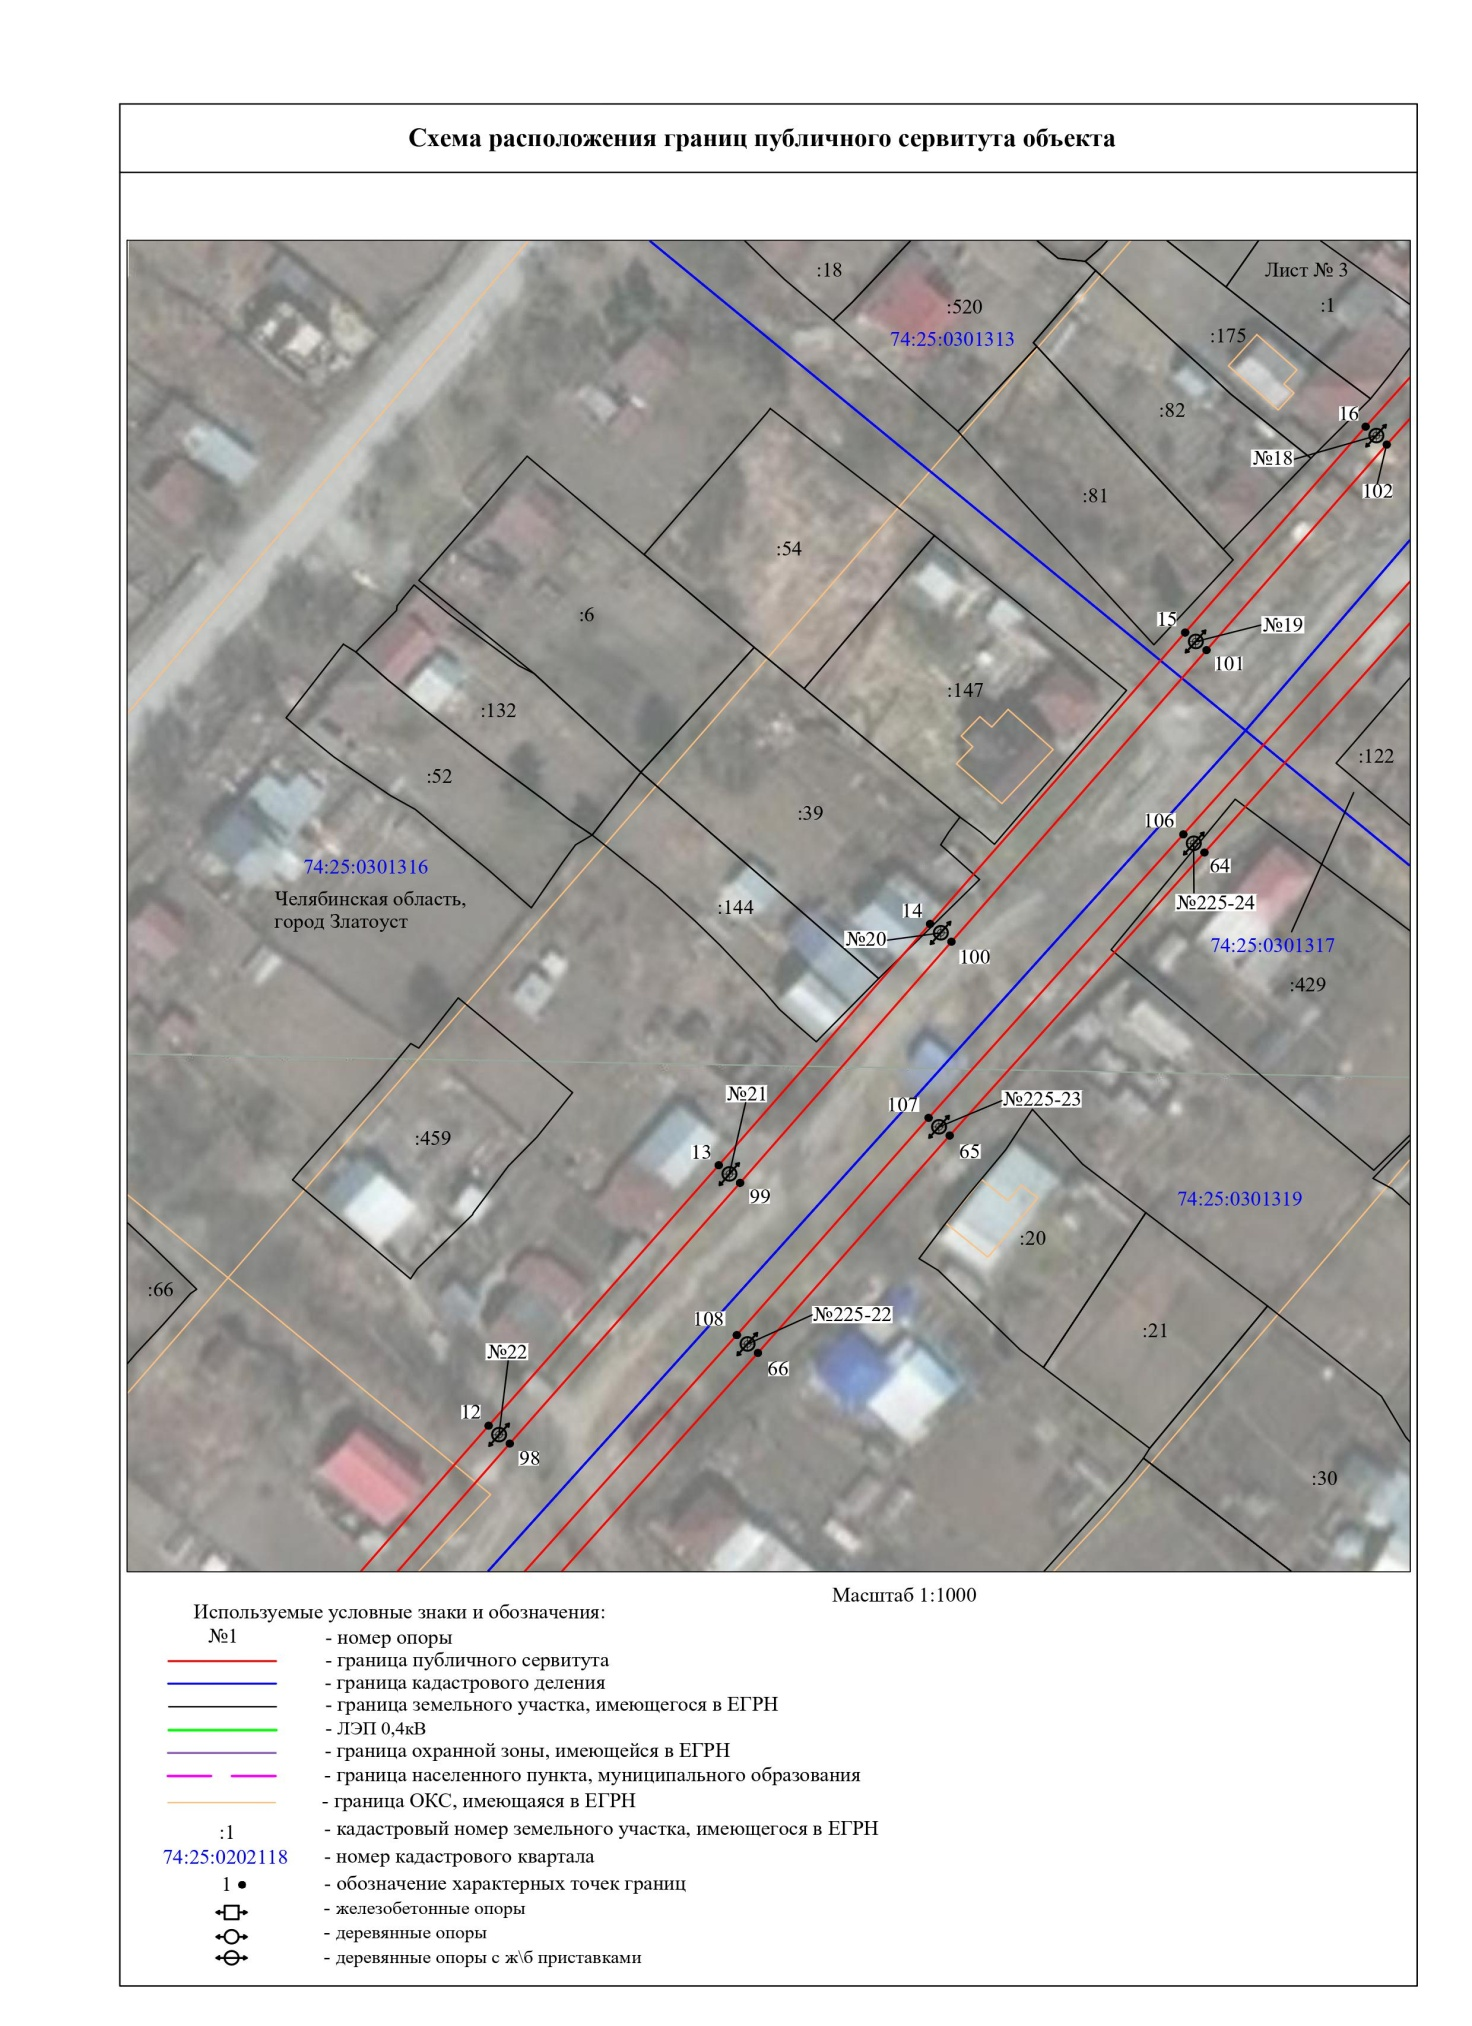 Схема расположения границ публичного сервитута объекта
:18
Лист № 3
:520
:1
74:25:0301313
:175
:82
16
№18
102
:81
:54
:6
15
№19
101
:147
:132
:122
:52
:39
106
64
74:25:0301316
Челябинская область,
город Златоуст
№225-24
:144
14
№20
100
74:25:0301317
:429
№21
107
№225-23
:459
13
65
99
74:25:0301319
:20
:66
108
№225-22
:21
№22
66
12
98
:30
Масштаб 1:1000
Используемые условные знаки и обозначения:
№1 - номер опоры
- граница публичного сервитута
- граница кадастрового деления
- граница земельного участка, имеющегося в ЕГРН
- ЛЭП 0,4кВ
- граница охранной зоны, имеющейся в ЕГРН
- граница населенного пункта, муниципального образования
- граница ОКС, имеющаяся в ЕГРН
:1 - кадастровый номер земельного участка, имеющегося в ЕГРН
74:25:0202118 - номер кадастрового квартала
1 - обозначение характерных точек границ
- железобетонные опоры
- деревянные опоры
- деревянные опоры с ж\б приставками